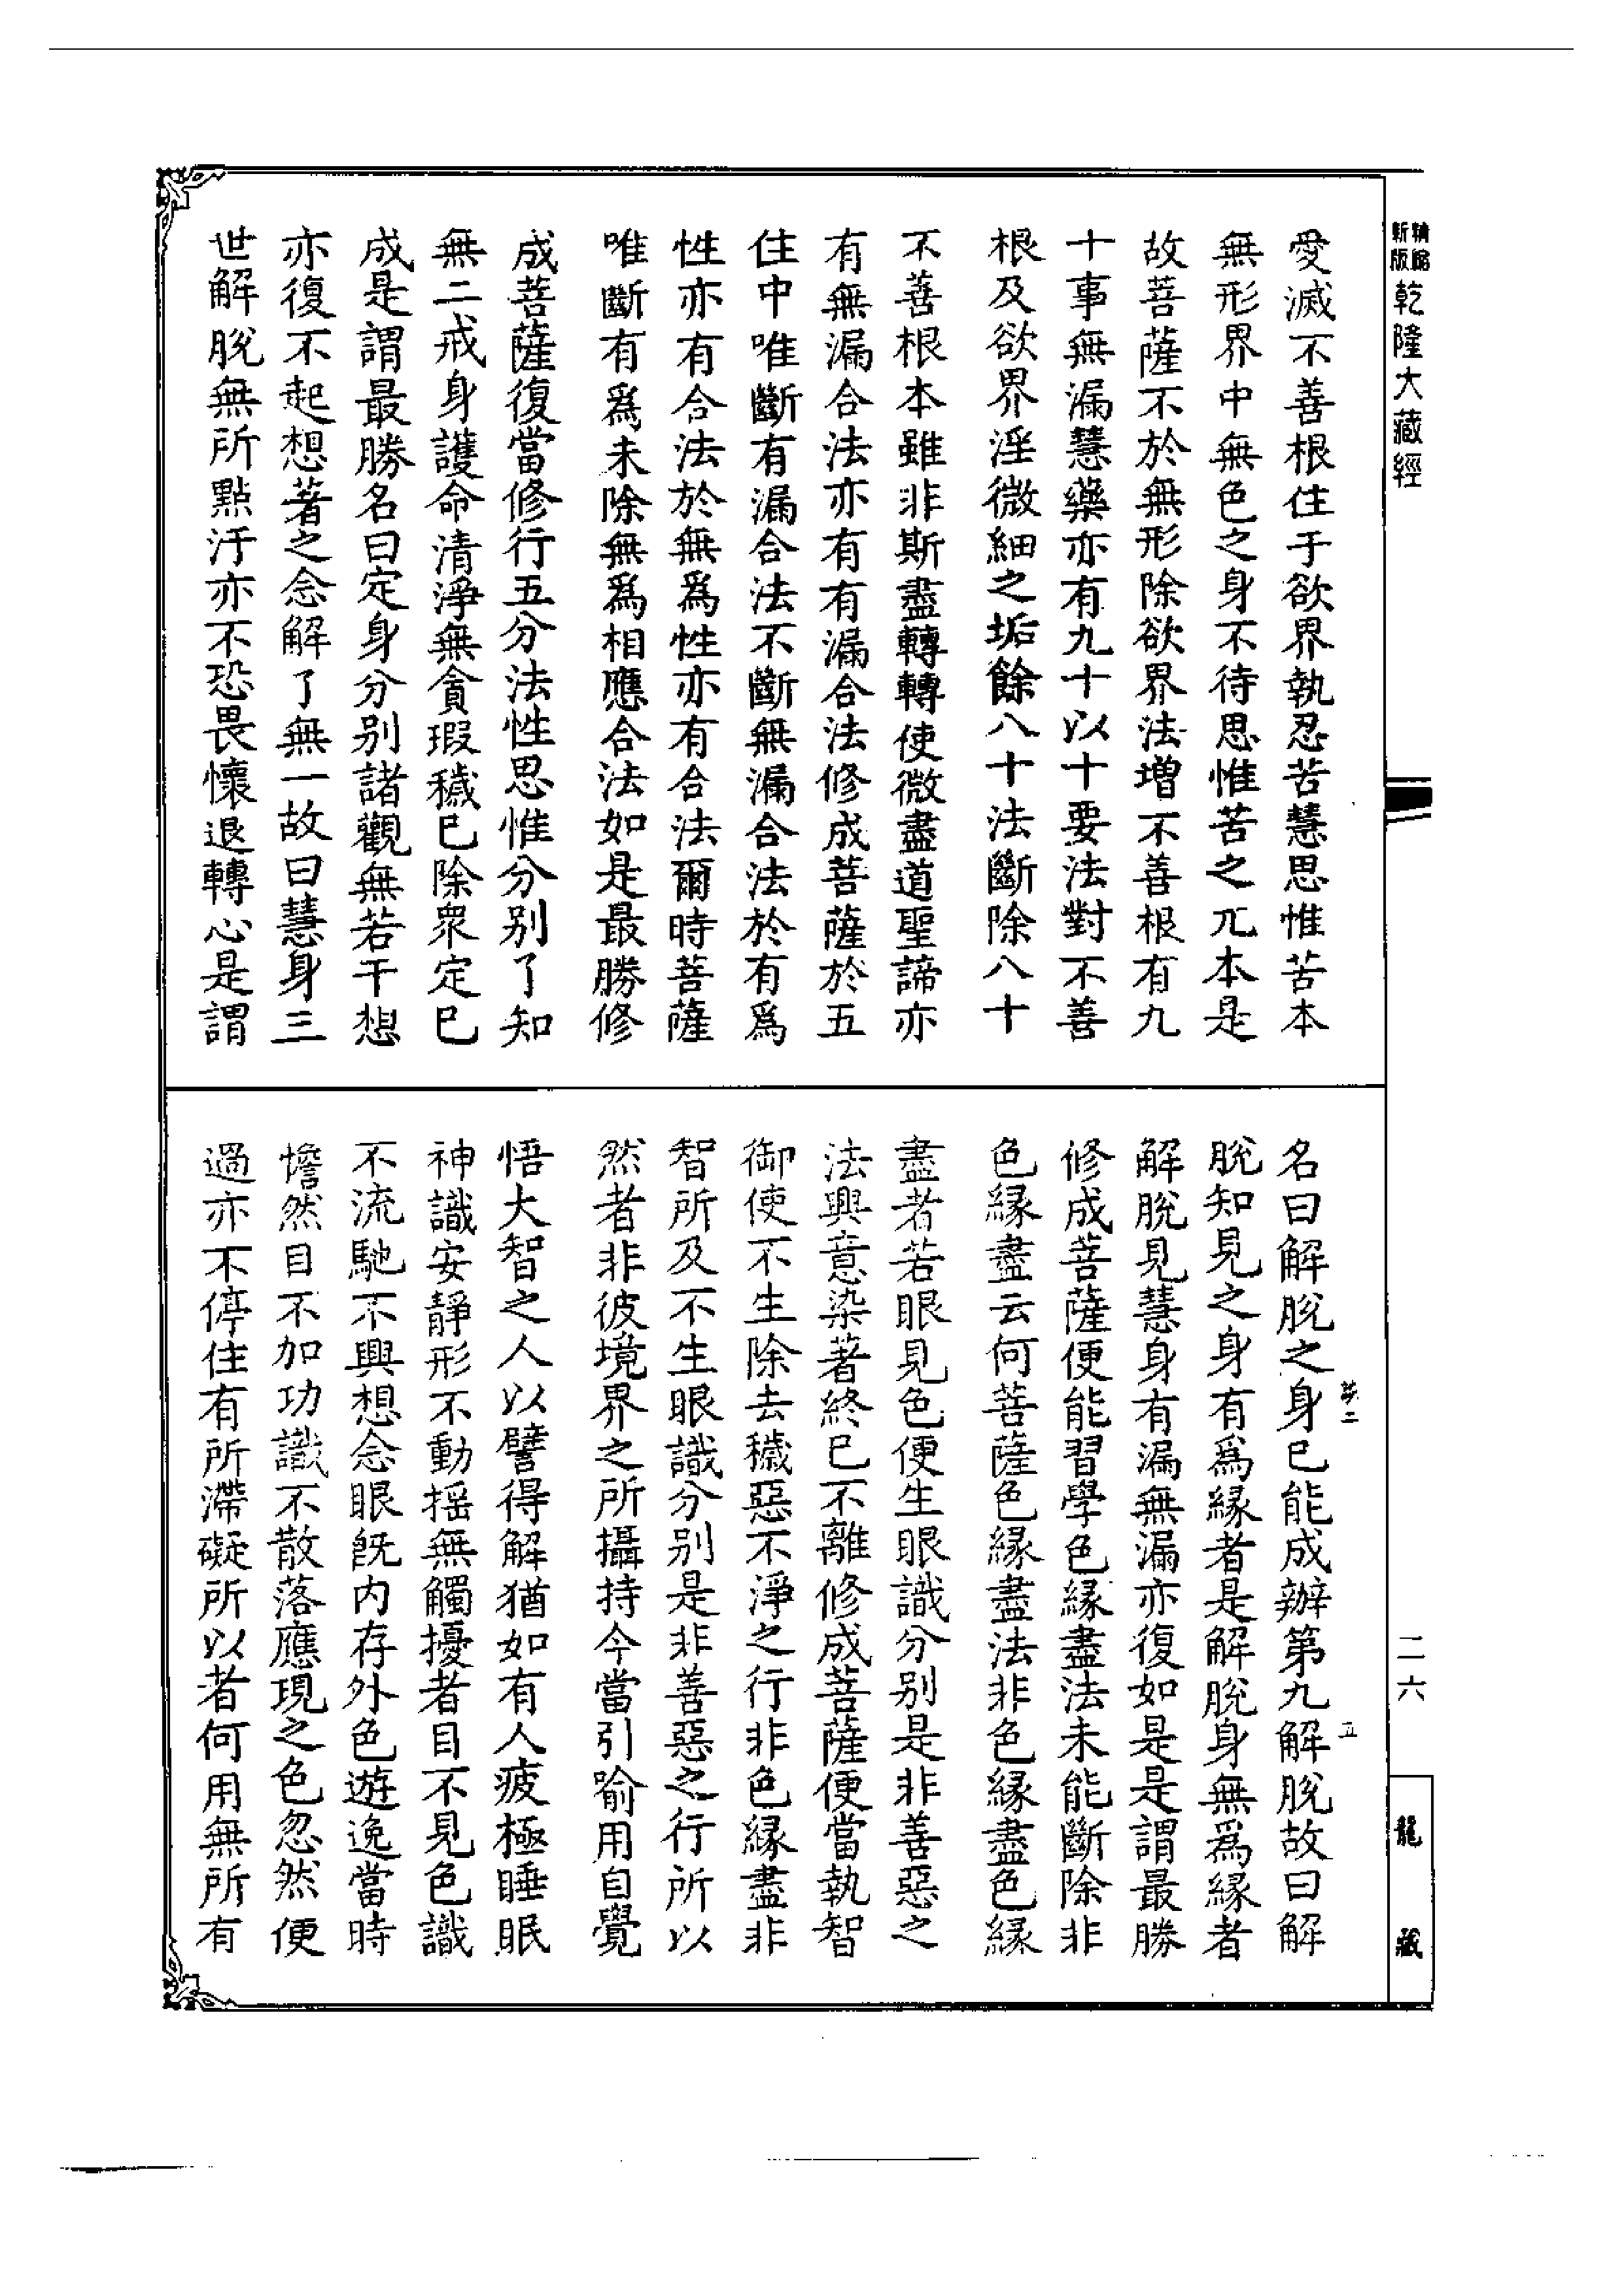 精縮新版乾隆大藏經
愛滅不善根住于欲界執忍苦慧思惟苦本
無形界中無色之身不待思惟苦之兀本是
故菩薩不於無形除欲界法增不善根有九
十事無漏慧藥亦有九十以十要法對不善
根及欲界淫微細之垢餘八十法斷除八十
不善根本雖非斯盡轉轉使微盡道聖諦亦
有無漏合法亦有有漏合法修成菩薩於五
住中唯斷有漏合法不斷無漏合法於有爲
性亦有合法於無爲性亦有合法爾時菩薩
唯斷有爲未除無爲相應合法如是最勝修
成菩薩復當修行五分法性思惟分别了知
無二戒身護命清淨無貪瑕穢已除衆定已
成是謂最勝名曰定身分别諸觀無若干想
亦復不起想著之念解了無一故曰慧身三
世解脫無所點汙亦不恐畏懷退轉心是謂
名曰解脫之身已能成辦第九解脫故曰解
脫知見之身有爲緣者是解脫身無爲緣者
解脫見慧身有漏無漏亦復如是是謂最勝
修成菩薩便能習學色緣盡法未能斷除非
色緣盡云何菩薩色緣盡法非色緣盡色緣
盡者若眼見色便生眼識分别是非善惡之
法興意染著終已不離修成菩薩便當執智
御使不生除去穢惡不淨之行非色緣盡非
智所及不生眼識分别是非善惡之行所以
然者非彼境界之所攝持今當引喻用自覺
悟大智之人以譬得解猶如有人疲極睡眠
神識安靜形不動搖無觸擾者目不見色識
不流馳不興想念眼旣內存外色遊逸當時
憺然目不加功識不散落應現之色忽然便
過亦不停住有所滯礙所以者何用無所有
二六
五
龍藏